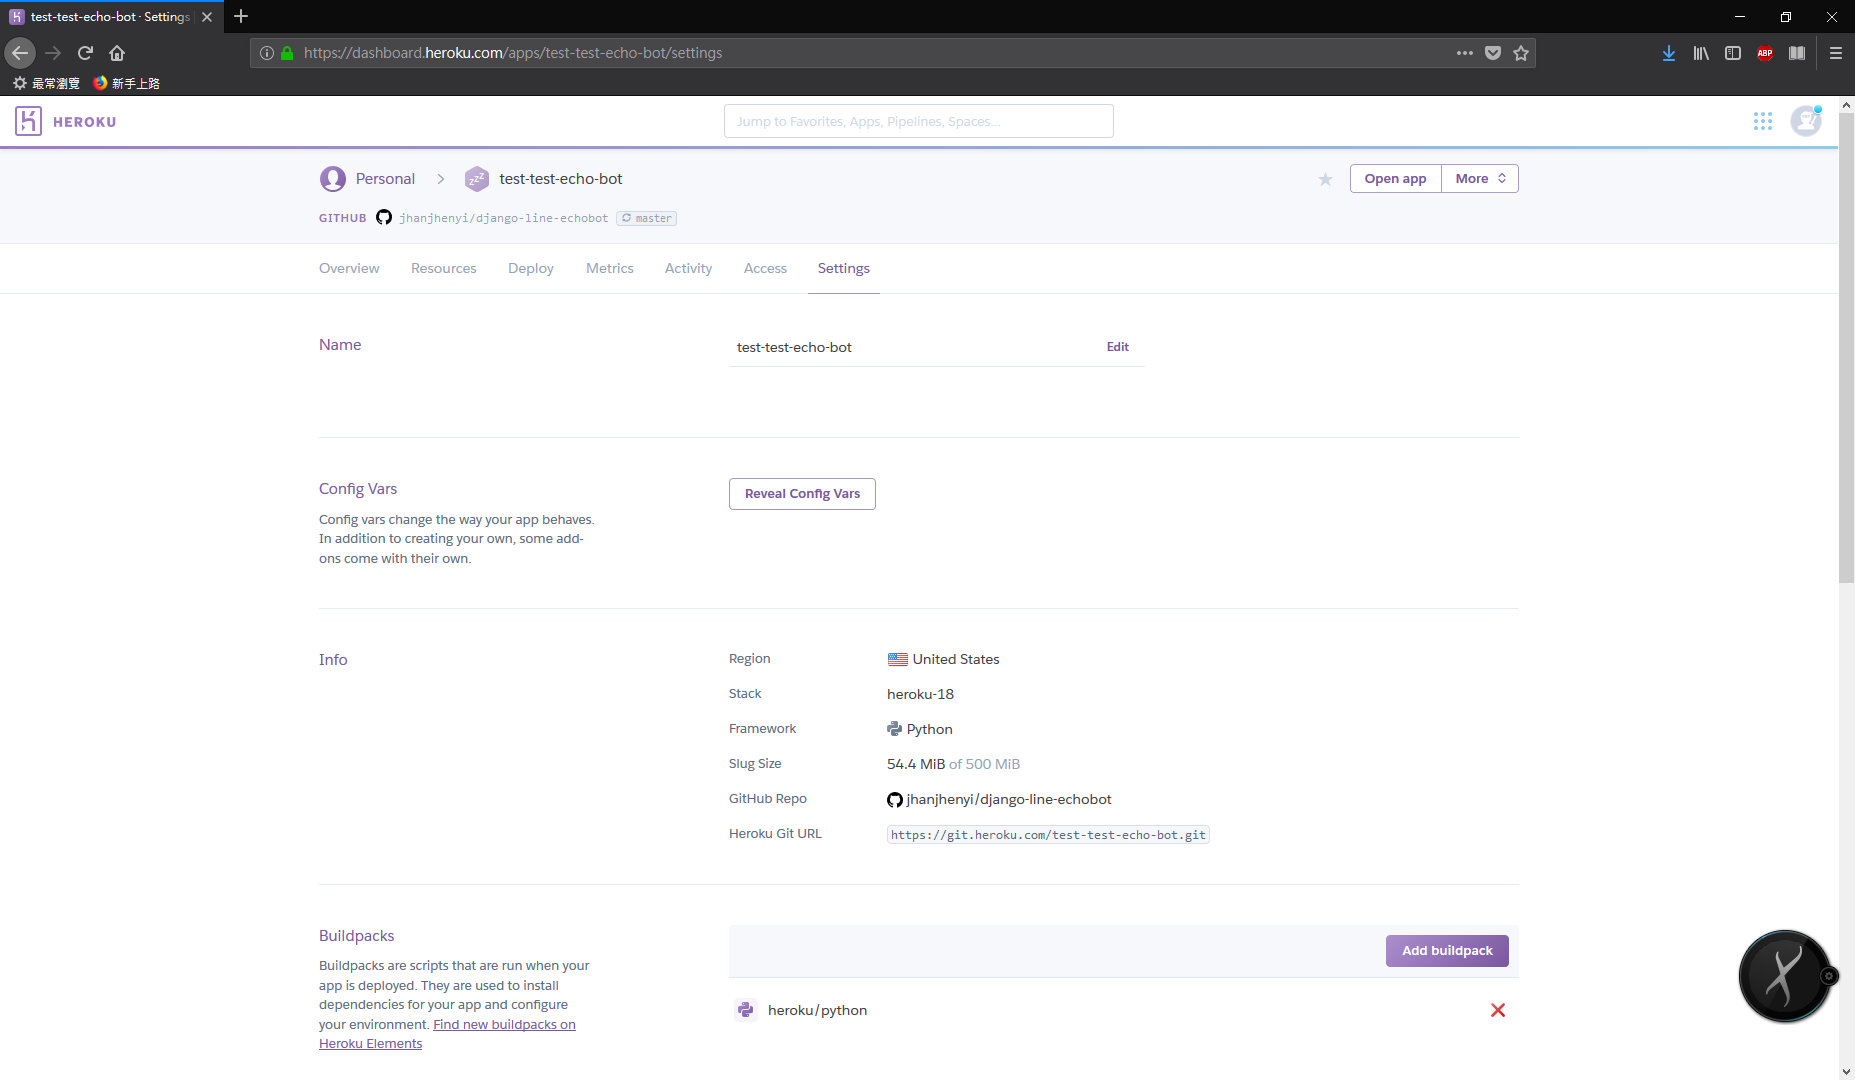 test-test-echo-bot · Settings
https://dashboard.heroku.com/apps/test-test-echo-bot/settings
ABP
最常瀏覽 新手上路
HEROKU
Jump to Favorites, Apps, Pipelines, Spaces...
Personal > test-test-echo-bot
Open app More
GITHUB jhanjhenyi/django-line-echobot master
Overview Resources Deploy Metrics Activity Access Settings
Name
test-test-echo-bot Edit
Config Vars
Reveal Config Vars
Config vars change the way your app behaves.
In addition to creating your own, some add-
ons come with their own.
Info
Region United States
Stack heroku-18
Framework Python
Slug Size 54.4 MiB of 500 MiB
GitHub Repo jhanjhenyi/django-line-echobot
Heroku Git URL https://git.heroku.com/test-test-echo-bot.git
Buildpacks
Add buildpack
Buildpacks are scripts that are run when your
app is deployed. They are used to install
dependencies for your app and configure
your environment. Find new buildpacks on
Heroku Elements
heroku/python